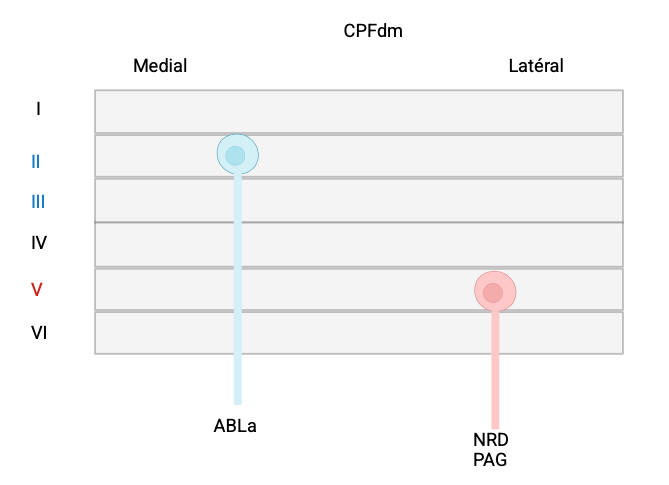 CPFdm
Medial
Latéral
I
II
III
IV
V
VI
ABLa
NRD
PAG